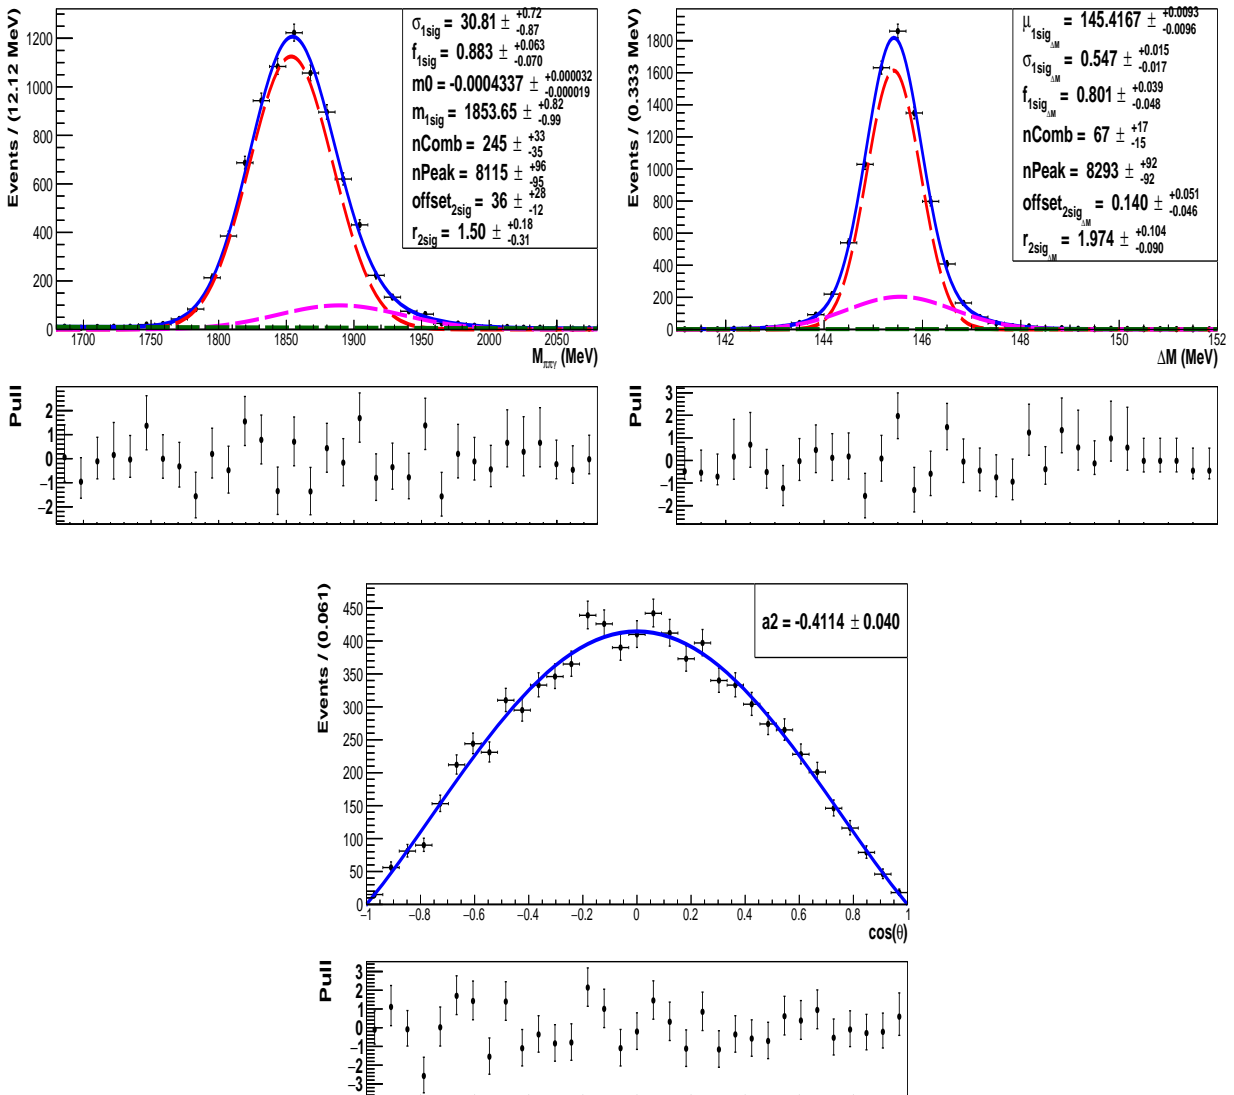 Events / (12.12 MeV)
1200
1000
800
600
400
200
0
σ1sig = 30.81 ± +0.72 -0.87
f1sig = 0.883 ± +0.063 -0.070
m0 = -0.0004337 ± +0.000032 -0.000019
m1sig = 1853.65 ± +0.82 -0.99
nComb = 245 ± +33 -35
nPeak = 8115 ± +96 -95
offset2sig = 36 ± +28 -12
r2sig = 1.50 ± +0.18 -0.31
1700 1750 1800 1850 1900 1950 2000 2050
Mππγ (MeV)
Pull
2
1
0
−1
−2
Events / (0.333 MeV)
1800
1600
1400
1200
1000
800
600
400
200
0
μ1sigΔM = 145.4167 ± +0.0093 -0.0096
σ1sigΔM = 0.547 ± +0.015 -0.017
f1sigΔM = 0.801 ± +0.039 -0.048
nComb = 67 ± +17 -15
nPeak = 8293 ± +92 -92
offset2sigΔM = 0.140 ± +0.051 -0.046
r2sigΔM = 1.974 ± +0.104 -0.090
142 144 146 148 150 152
ΔM (MeV)
Pull
3
2
1
0
−1
−2
Events / (0.061)
450
400
350
300
250
200
150
100
50
0
a2 = -0.4114 ± 0.040
−1 −0.8 −0.6 −0.4 −0.2 0 0.2 0.4 0.6 0.8 1
cos(θ)
Pull
3
2
1
0
−1
−2
−3